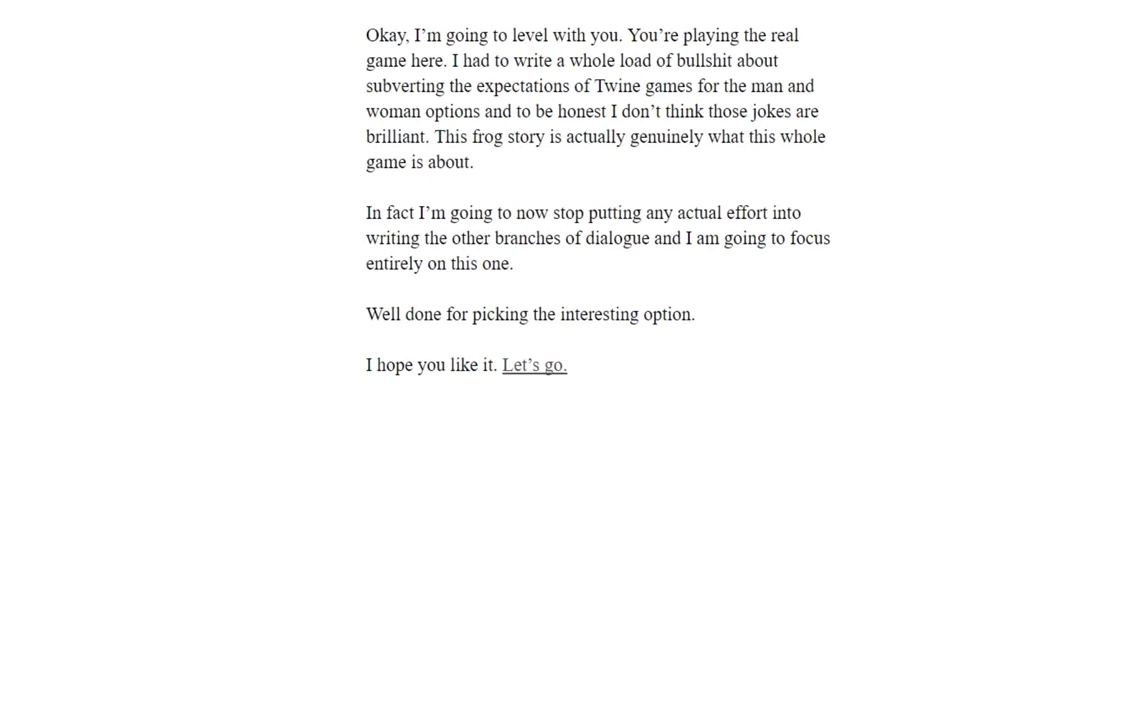 Okay, I’m going to level with you. You’re playing the real
game here. I had to write a whole load of bullshit about
subverting the expectations of Twine games for the man and
woman options and to be honest I don’t think those jokes are
brilliant. This frog story is actually genuinely what this whole
game is about.
In fact I’m going to now stop putting any actual effort into
writing the other branches of dialogue and I am going to focus
entirely on this one.
Well done for picking the interesting option.
I hope you like it. Let’s go.